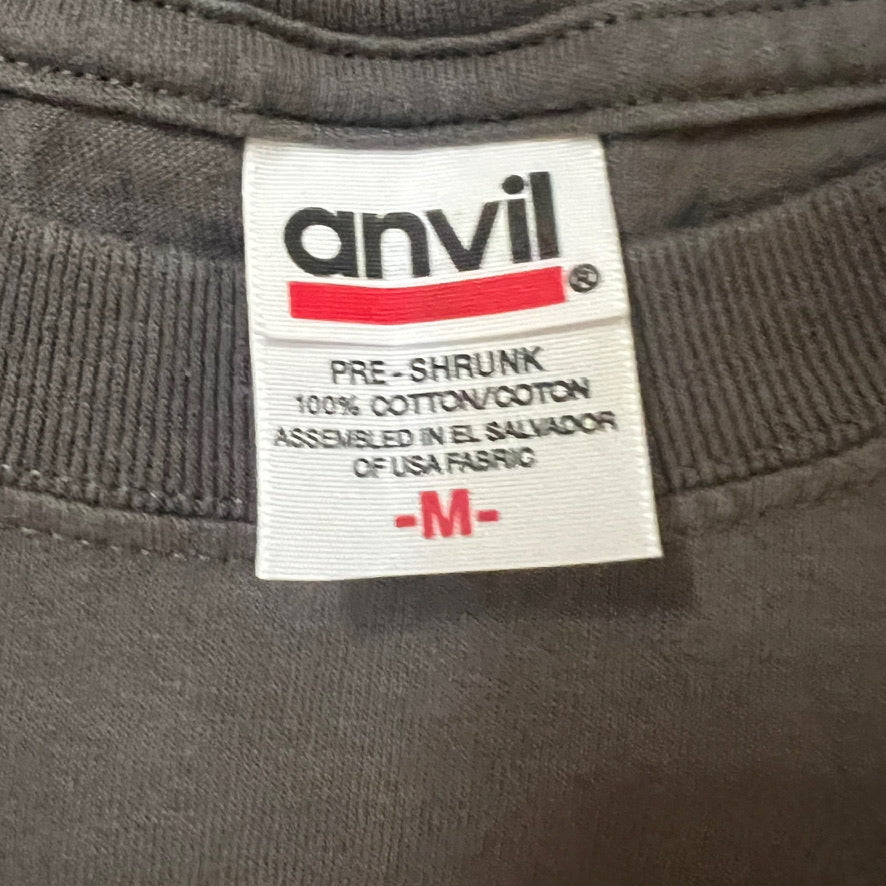 anvil®
PRE-SHRUNK
100% COTTON/COTON
ASSEMBLED IN EL SALVADOR
OF USA FABRIC
-M-